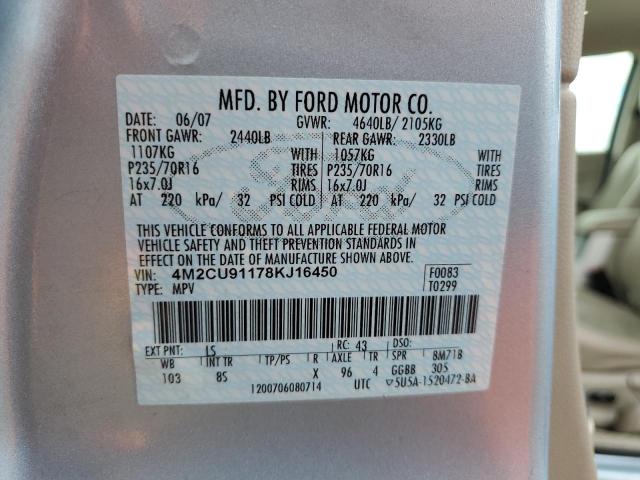 MFD. BY FORD MOTOR CO.
DATE: 06/07 GVWR: 4640LB/ 2105KG
FRONT GAWR: 2440LB REAR GAWR: 2330LB
1107KG WITH 1057KG WITH
P235/70R16 TIRES P235/70R16 TIRES
16x7.0J RIMS 16x7.0J RIMS
AT 220 kPa/ 32 PSI COLD AT 220 kPa/ 32 PSI COLD
THIS VEHICLE CONFORMS TO ALL APPLICABLE FEDERAL MOTOR
VEHICLE SAFETY AND THEFT PREVENTION STANDARDS IN
EFFECT ON THE DATE OF MANUFACTURE SHOWN ABOVE.
VIN: 4M2CU91178KJ16450 F0083
TYPE: MPV T0299
EXT PNT: LS RC: 43 DSO:
WB INT TR TP/PS R AXLE TR SPR BM71B
103 8S X 96 4 GGBB 305
1200706080714 UTC ▽5U5A-1520472-BA